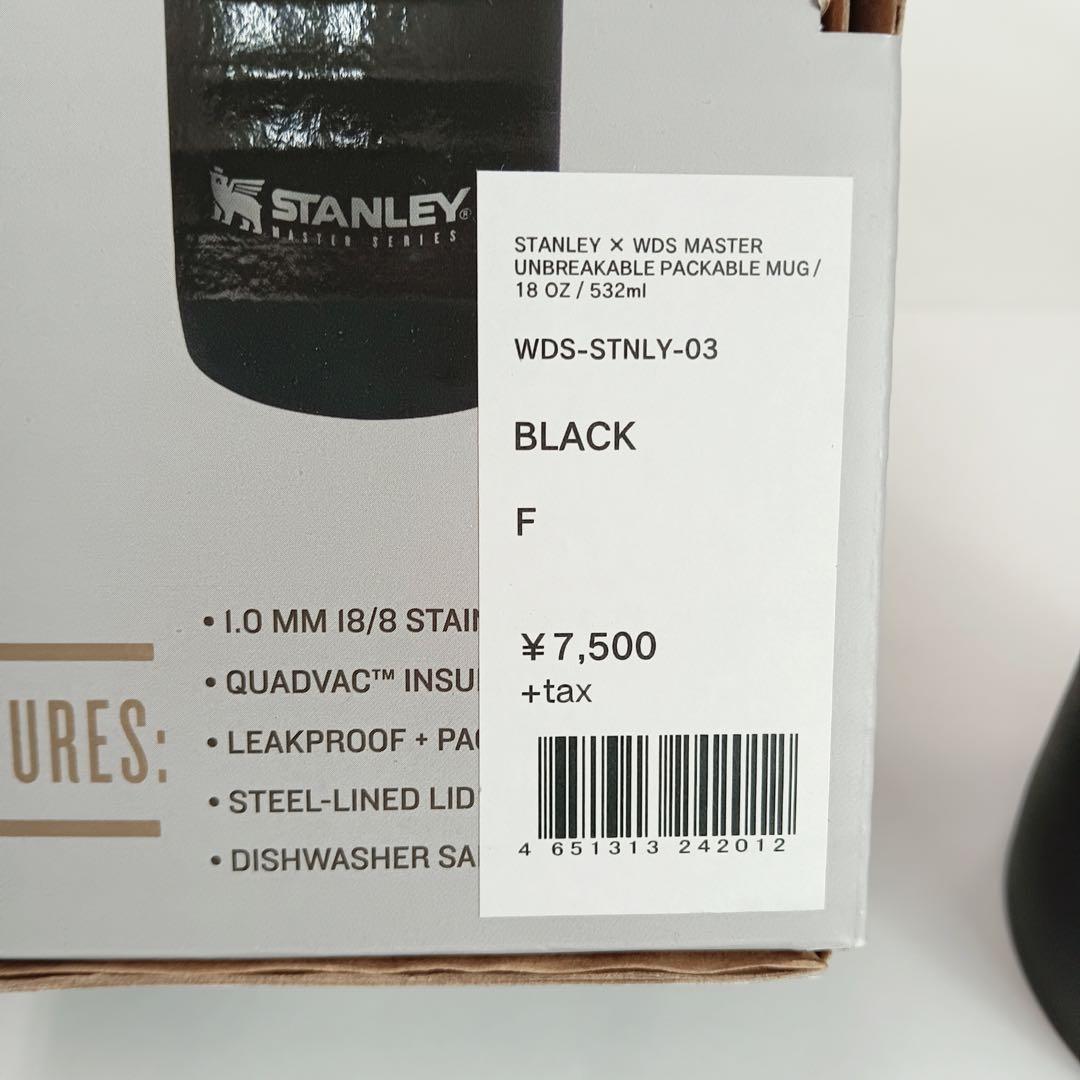 STANLEY®
MASTER SERIES
STANLEY × WDS MASTER
UNBREAKABLE PACKABLE MUG /
18 OZ / 532ml
WDS-STNLY-03
BLACK
F
¥7,500
+tax
4 651313 242012
URES:
• 1.0 MM 18/8 STAIN
• QUADVAC™ INSU
• LEAKPROOF + PAC
• STEEL-LINED LID
• DISHWASHER SA